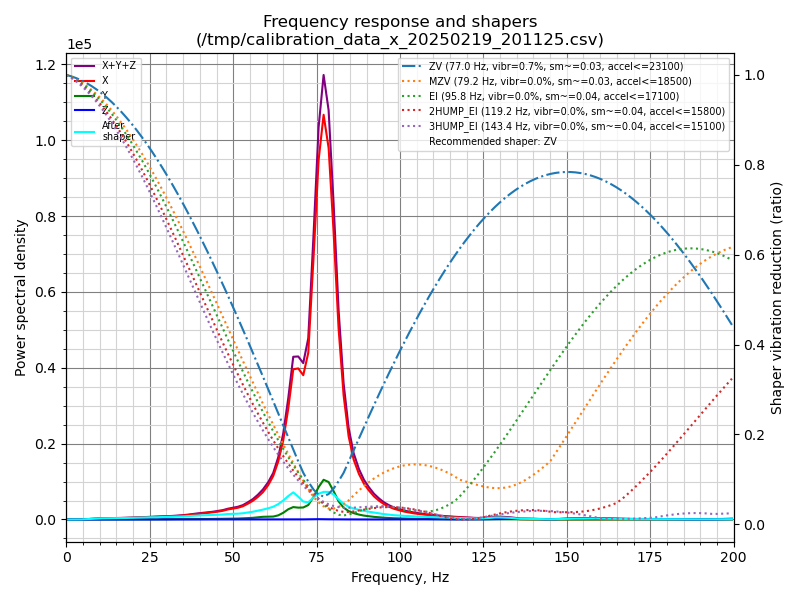 Frequency response and shapers
(/tmp/calibration_data_x_20250219_201125.csv)
1e5
X+Y+Z
X
Y
Z
After
shaper
ZV (77.0 Hz, vibr=0.7%, sm~=0.03, accel<=23100)
MZV (79.2 Hz, vibr=0.0%, sm~=0.03, accel<=18500)
EI (95.8 Hz, vibr=0.0%, sm~=0.04, accel<=17100)
2HUMP_EI (119.2 Hz, vibr=0.0%, sm~=0.04, accel<=15800)
3HUMP_EI (143.4 Hz, vibr=0.0%, sm~=0.04, accel<=15100)
Recommended shaper: ZV
Power spectral density
1.2
1.0
0.8
0.6
0.4
0.2
0.0
1.0
0.8
0.6
0.4
0.2
0.0
Shaper vibration reduction (ratio)
0 25 50 75 100 125 150 175 200
Frequency, Hz